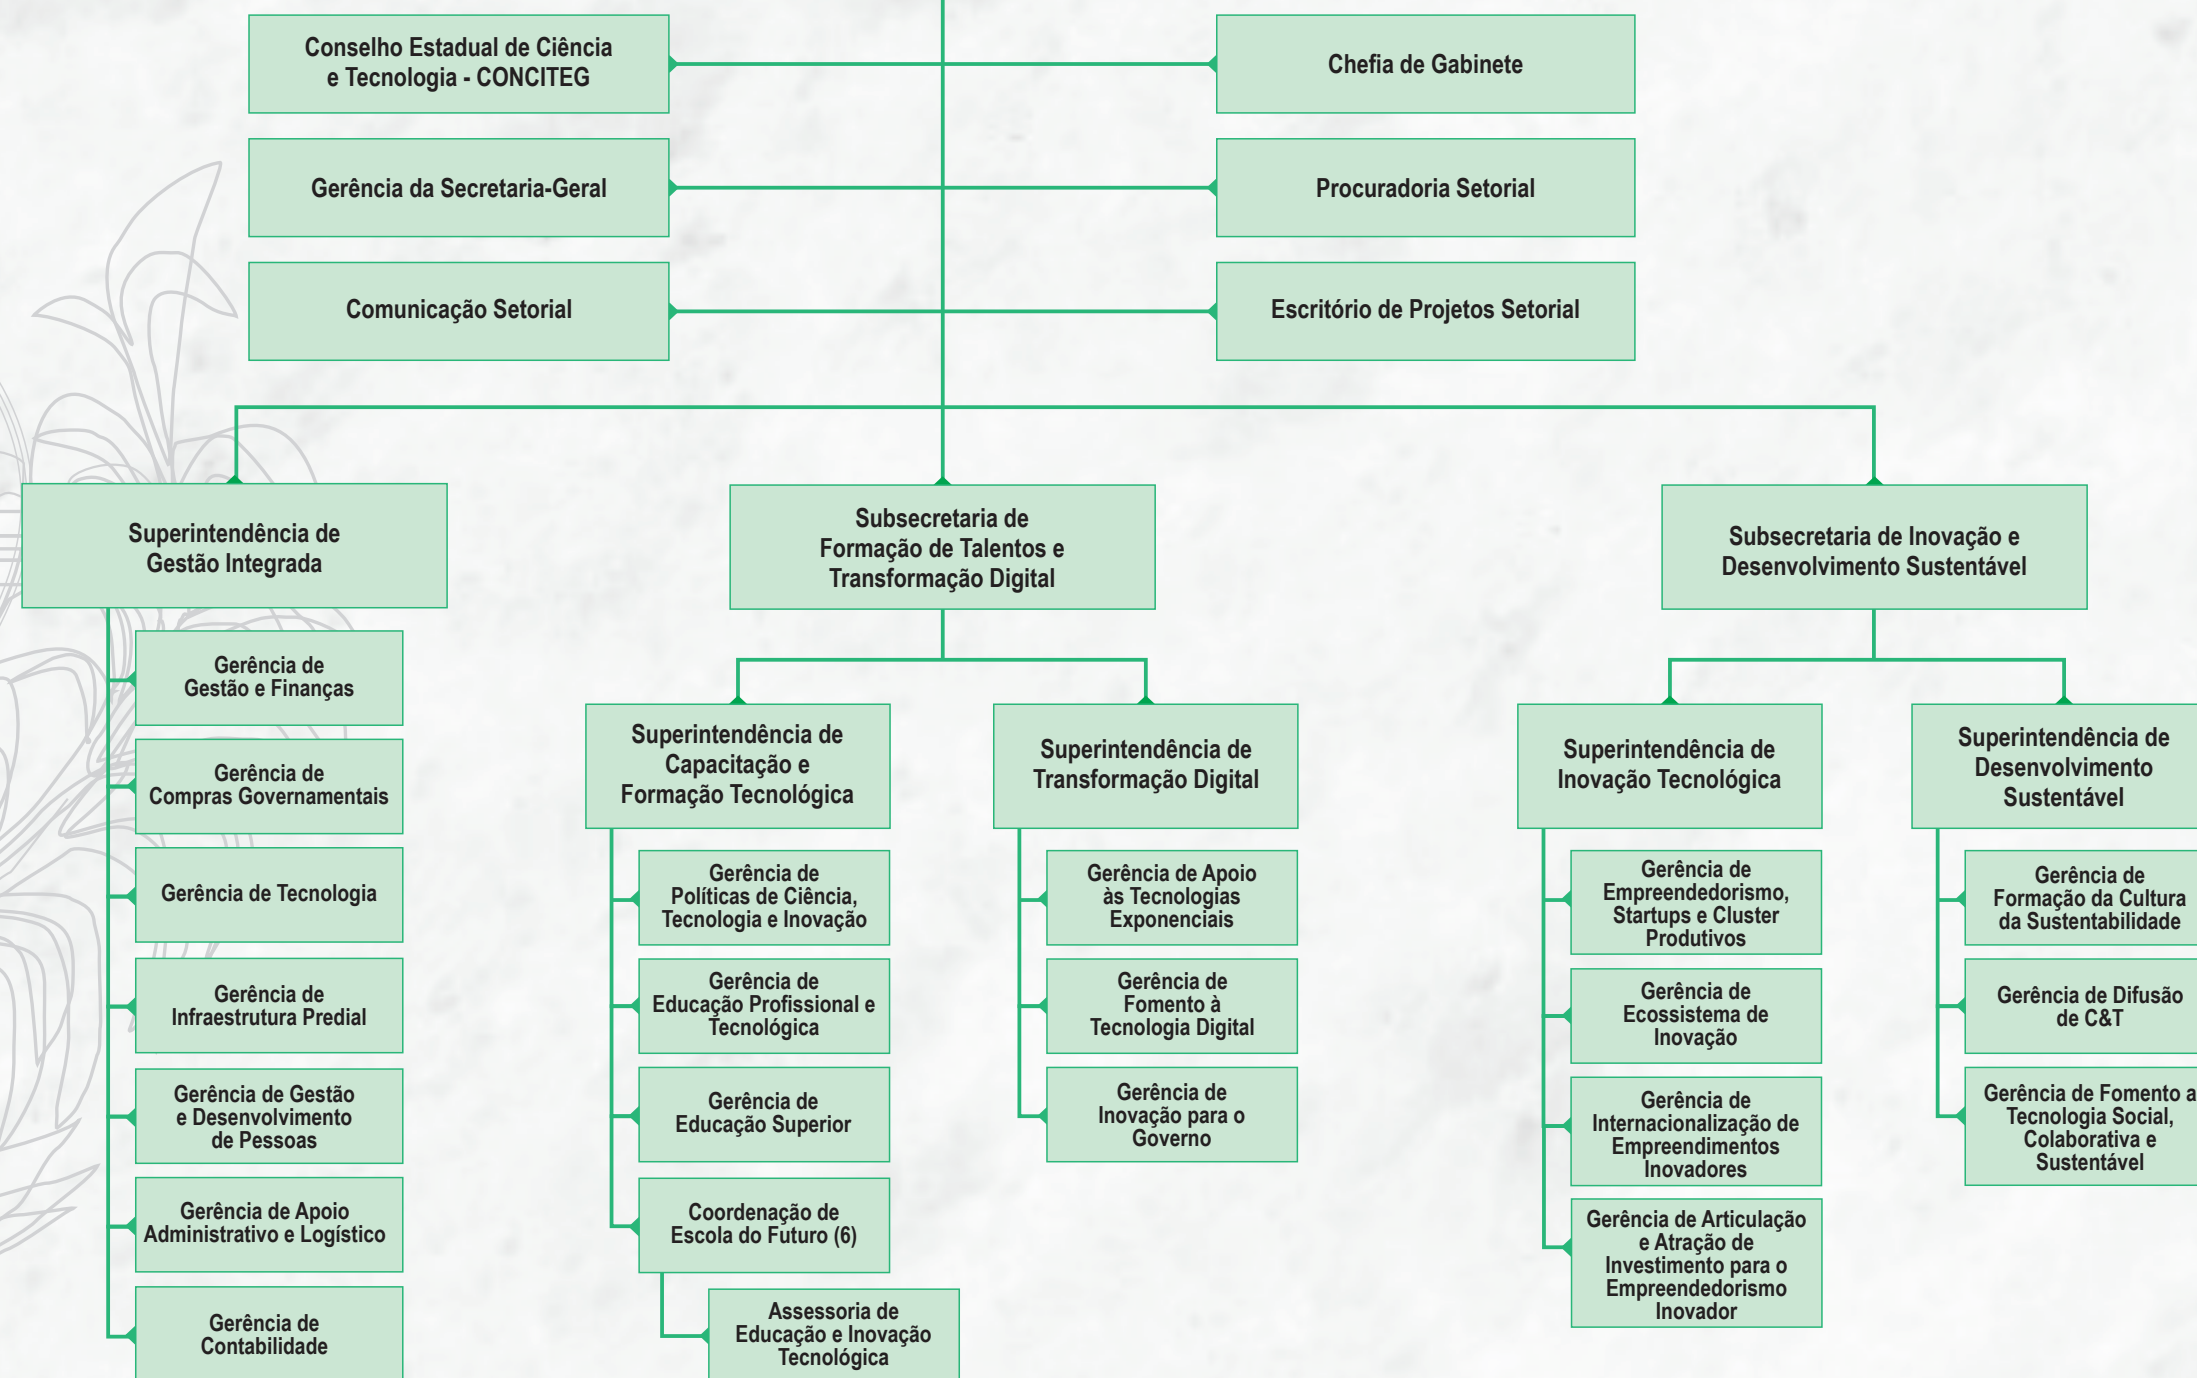 Conselho Estadual de Ciência
e Tecnologia - CONCITEG
Chefia de Gabinete
Gerência da Secretaria-Geral
Procuradoria Setorial
Comunicação Setorial
Escritório de Projetos Setorial
Superintendência de
Gestão Integrada
Gerência de
Gestão e Finanças
Gerência de
Compras Governamentais
Gerência de Tecnologia
Gerência de
Infraestrutura Predial
Gerência de Gestão
e Desenvolvimento
de Pessoas
Gerência de Apoio
Administrativo e Logístico
Gerência de
Contabilidade
Subsecretaria de
Formação de Talentos e
Transformação Digital
Superintendência de
Capacitação e
Formação Tecnológica
Gerência de
Políticas de Ciência,
Tecnologia e Inovação
Gerência de
Educação Profissional e
Tecnológica
Gerência de
Educação Superior
Coordenação de
Escola do Futuro (6)
Assessoria de
Educação e Inovação
Tecnológica
Superintendência de
Transformação Digital
Gerência de Apoio
às Tecnologias
Exponenciais
Gerência de
Fomento à
Tecnologia Digital
Gerência de
Inovação para o
Governo
Subsecretaria de Inovação e
Desenvolvimento Sustentável
Superintendência de
Inovação Tecnológica
Gerência de
Empreendedorismo,
Startups e Cluster
Produtivos
Gerência de
Ecossistema de
Inovação
Gerência de
Internacionalização de
Empreendimentos
Inovadores
Gerência de Articulação
e Atração de
Investimento para o
Empreendedorismo
Inovador
Superintendência de
Desenvolvimento
Sustentável
Gerência de
Formação da Cultura
da Sustentabilidade
Gerência de Difusão
de C&T
Gerência de Fomento a
Tecnologia Social,
Colaborativa e
Sustentável